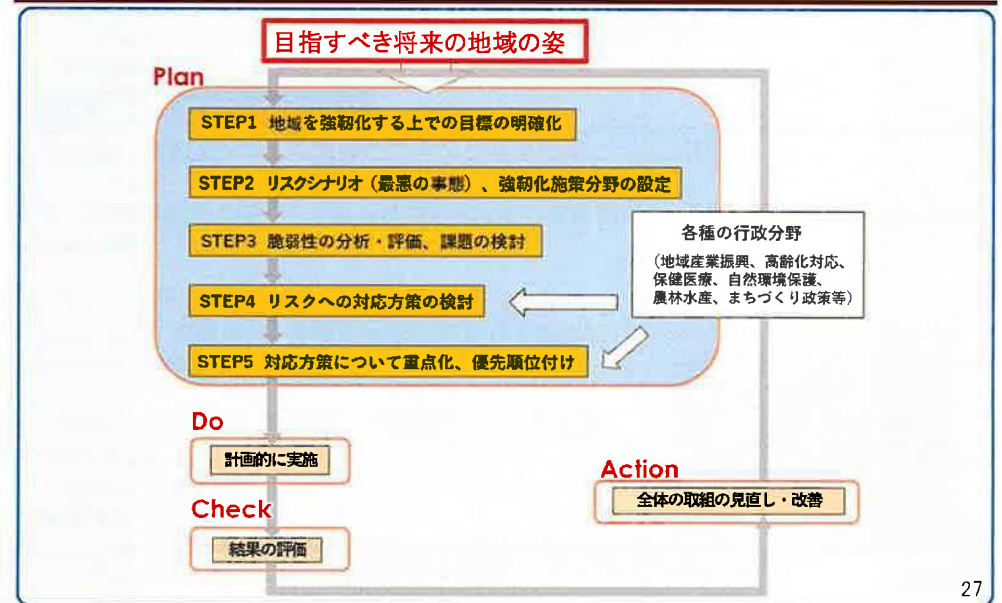 目指すべき将来の地域の姿
Plan
STEP1 地域を強靱化する上での目標の明確化
STEP2 リスクシナリオ（最悪の事態）、強靱化施策分野の設定
STEP3 脆弱性の分析・評価、課題の検討
各種の行政分野
（地域産業振興、高齢化対応、
保健医療、自然環境保護、
農林水産、まちづくり政策等）
STEP4 リスクへの対応方策の検討
STEP5 対応方策について重点化、優先順位付け
Do
計画的に実施
Action
全体の取組の見直し・改善
Check
結果の評価
27